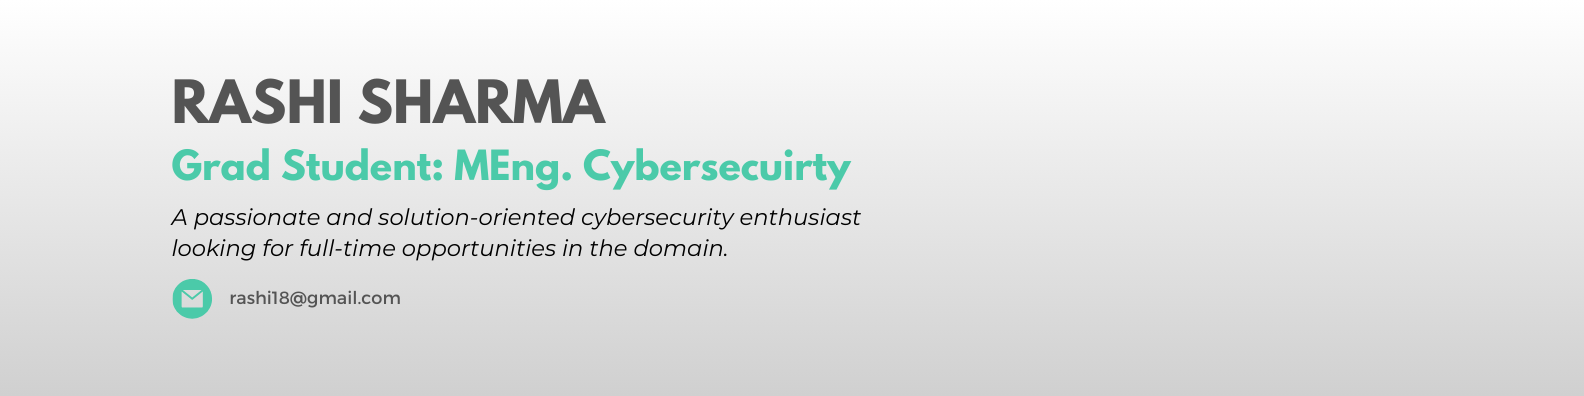 RASHI SHARMA
Grad Student: MEng. Cybersecuirty
A passionate and solution-oriented cybersecurity enthusiast
looking for full-time opportunities in the domain.
rashi18@gmail.com